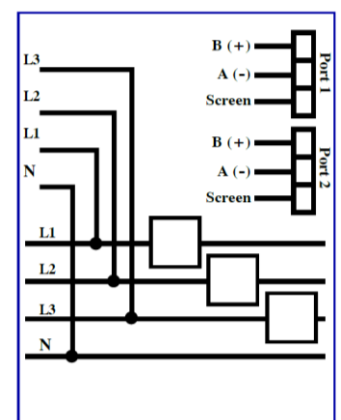 L3
L2
L1
N
B (+)
A (-)
Screen
Port 1
B (+)
A (-)
Screen
Port 2
L1
L2
L3
N